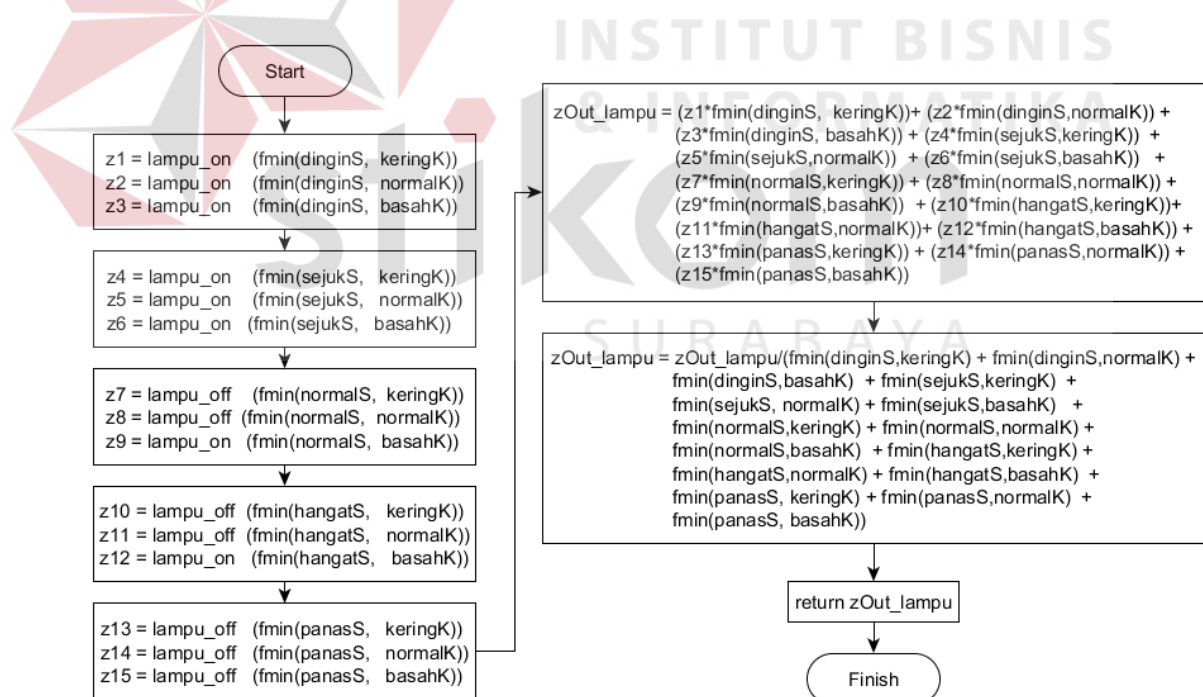 INSTITUT BISNIS
& INFORMATIKA
stikom
SURABAYA
Start
z1 = lampu_on (fmin(dinginS, keringK))
z2 = lampu_on (fmin(dinginS, normalK))
z3 = lampu_on (fmin(dinginS, basahK))
z4 = lampu_on (fmin(sejukS, keringK))
z5 = lampu_on (fmin(sejukS, normalK))
z6 = lampu_on (fmin(sejukS, basahK))
z7 = lampu_off (fmin(normalS, keringK))
z8 = lampu_off (fmin(normalS, normalK))
z9 = lampu_on (fmin(normalS, basahK))
z10 = lampu_off (fmin(hangatS, keringK))
z11 = lampu_off (fmin(hangatS, normalK))
z12 = lampu_on (fmin(hangatS, basahK))
z13 = lampu_off (fmin(panasS, keringK))
z14 = lampu_off (fmin(panasS, normalK))
z15 = lampu_off (fmin(panasS, basahK))
zOut_lampu = (z1*fmin(dinginS, keringK))+ (z2*fmin(dinginS,normalK)) +
(z3*fmin(dinginS, basahK)) + (z4*fmin(sejukS,keringK)) +
(z5*fmin(sejukS,normalK)) + (z6*fmin(sejukS,basahK)) +
(z7*fmin(normalS,keringK)) + (z8*fmin(normalS,normalK)) +
(z9*fmin(normalS,basahK)) + (z10*fmin(hangatS,keringK))+
(z11*fmin(hangatS,normalK))+ (z12*fmin(hangatS,basahK)) +
(z13*fmin(panasS,keringK)) + (z14*fmin(panasS,normalK)) +
(z15*fmin(panasS,basahK))
zOut_lampu = zOut_lampu/(fmin(dinginS,keringK) + fmin(dinginS,normalK) +
fmin(dinginS,basahK) + fmin(sejukS,keringK) +
fmin(sejukS, normalK) + fmin(sejukS,basahK) +
fmin(normalS,keringK) + fmin(normalS,normalK) +
fmin(normalS,basahK) + fmin(hangatS,keringK) +
fmin(hangatS,normalK) + fmin(hangatS,basahK) +
fmin(panasS, keringK) + fmin(panasS,normalK) +
fmin(panasS, basahK))
return zOut_lampu
Finish